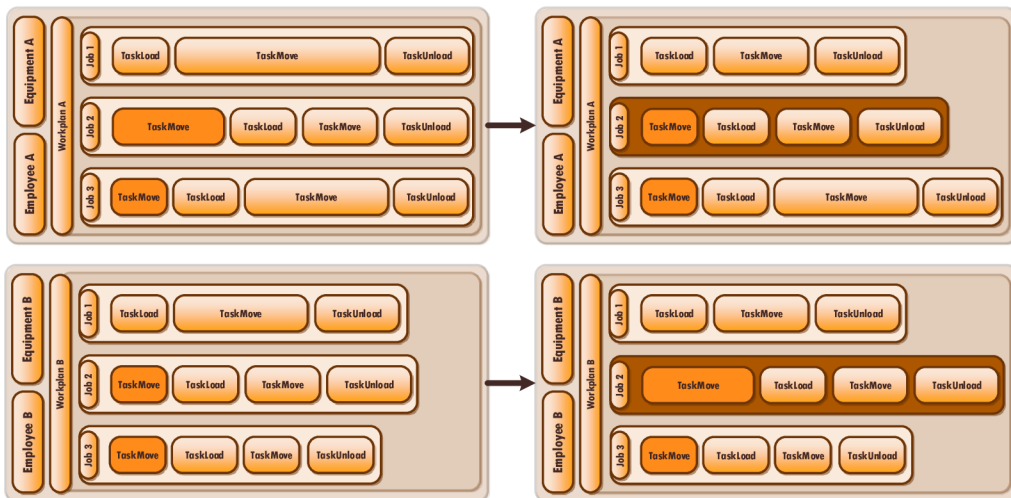 Equipment A
Employee A
Workplan A
Job 1
TaskLoad
TaskMove
TaskUnload
Job 2
TaskMove
TaskLoad
TaskMove
TaskUnload
Job 3
TaskMove
TaskLoad
TaskMove
TaskUnload
Equipment A
Employee A
Workplan A
Job 1
TaskLoad
TaskMove
TaskUnload
Job 2
TaskMove
TaskLoad
TaskMove
TaskUnload
Job 3
TaskMove
TaskLoad
TaskMove
TaskUnload
Equipment B
Employee B
Workplan B
Job 1
TaskLoad
TaskMove
TaskUnload
Job 2
TaskMove
TaskLoad
TaskMove
TaskUnload
Job 3
TaskMove
TaskLoad
TaskMove
TaskUnload
Equipment B
Employee B
Workplan B
Job 1
TaskLoad
TaskMove
TaskUnload
Job 2
TaskMove
TaskLoad
TaskMove
TaskUnload
Job 3
TaskMove
TaskLoad
TaskMove
TaskUnload